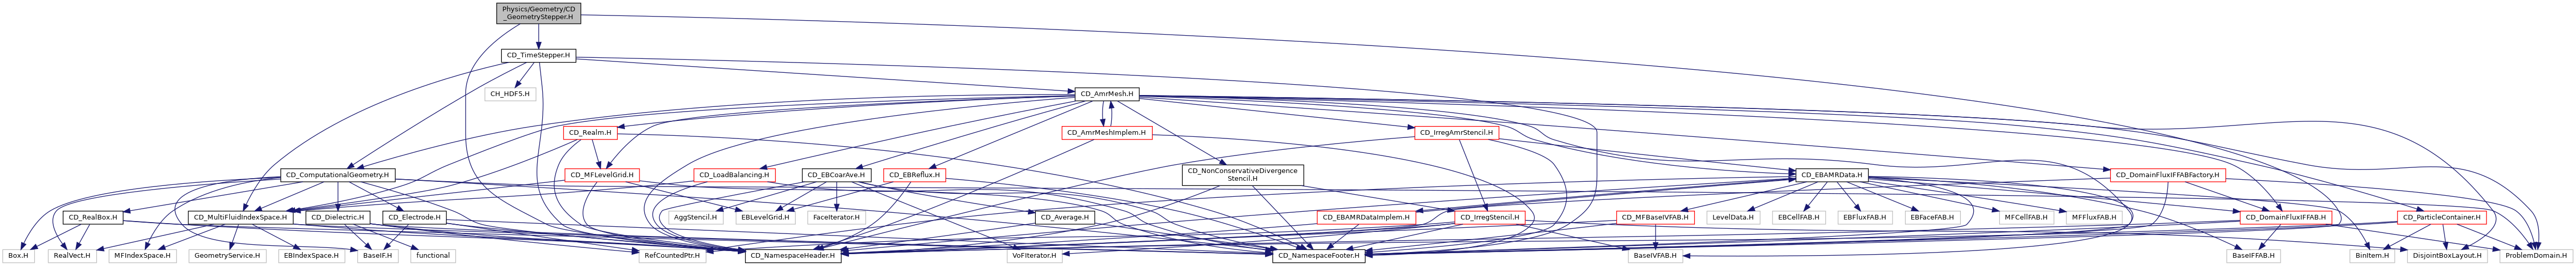 Physics/Geometry/CD
_GeometryStepper.H
CD_TimeStepper.H
CH_HDF5.H
CD_AmrMesh.H
CD_Realm.H
CD_AmrMeshImplem.H
CD_IrregAmrStencil.H
CD_ComputationalGeometry.H
CD_MFLevelGrid.H
CD_LoadBalancing.H
CD_EBCoarAve.H
CD_EBReflux.H
CD_NonConservativeDivergence
Stencil.H
CD_EBAMRData.H
CD_DomainFluxIFFABFactory.H
CD_RealBox.H
CD_MultiFluidIndexSpace.H
CD_Dielectric.H
CD_Electrode.H
AggStencil.H
EBLevelGrid.H
FaceIterator.H
CD_Average.H
CD_EBAMRDataImplem.H
CD_IrregStencil.H
CD_MFBaseIVFAB.H
LevelData.H
EBCellFAB.H
EBFluxFAB.H
EBFaceFAB.H
MFCellFAB.H
MFFluxFAB.H
CD_DomainFluxIFFAB.H
CD_ParticleContainer.H
Box.H
RealVect.H
MFIndexSpace.H
GeometryService.H
EBIndexSpace.H
BaseIF.H
functional
RefCountedPtr.H
CD_NamespaceHeader.H
VoFIterator.H
CD_NamespaceFooter.H
BaseIVFAB.H
BaseIFFAB.H
BinItem.H
DisjointBoxLayout.H
ProblemDomain.H